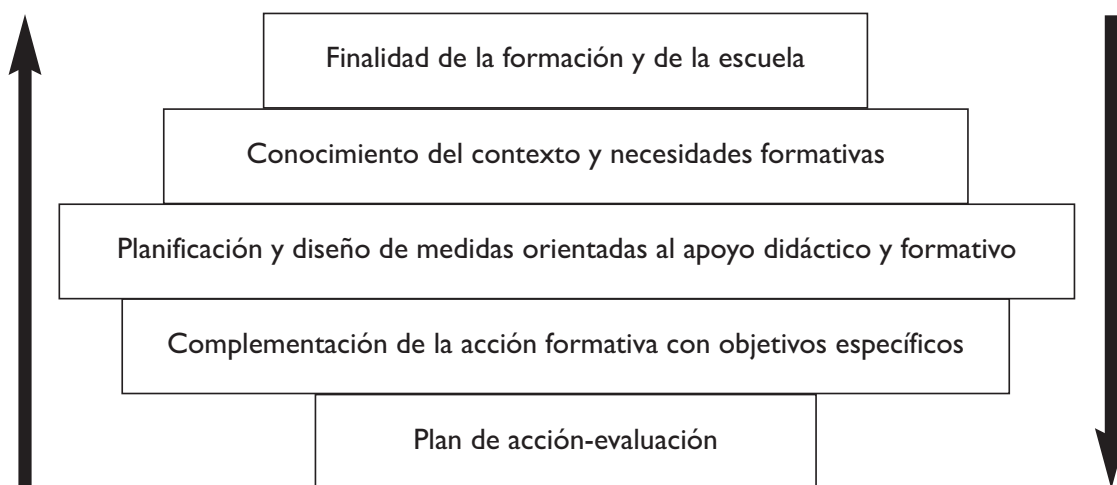 Finalidad de la formación y de la escuela
Conocimiento del contexto y necesidades formativas
Planificación y diseño de medidas orientadas al apoyo didáctico y formativo
Complementación de la acción formativa con objetivos específicos
Plan de acción-evaluación